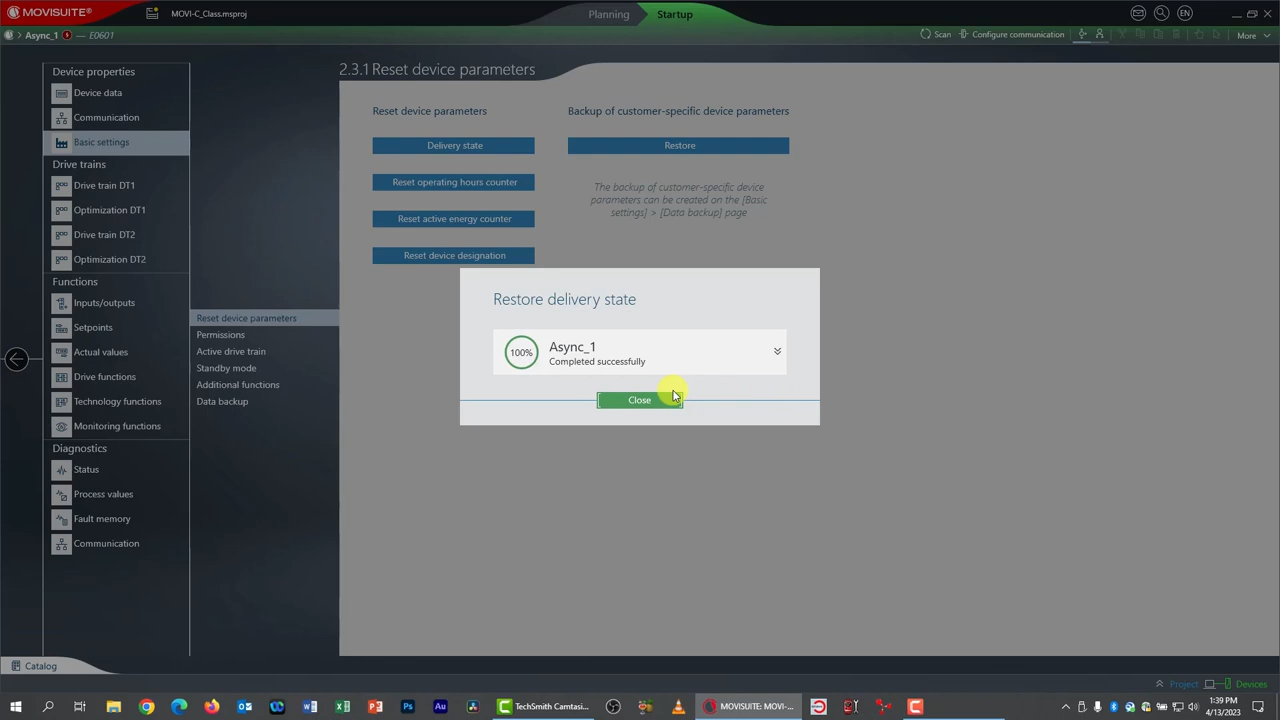 MOVISUITE®
MOVI-C_Class.msproj
Planning
Startup
EN
Async_1
E0601
Scan
Configure communication
More
Device properties
Device data
Communication
Basic settings
Drive trains
Drive train DT1
Optimization DT1
Drive train DT2
Optimization DT2
Functions
Inputs/outputs
Setpoints
Actual values
Drive functions
Technology functions
Monitoring functions
Diagnostics
Status
Process values
Fault memory
Communication
Reset device parameters
Permissions
Active drive train
Standby mode
Additional functions
Data backup
2.3.1 Reset device parameters
Reset device parameters
Delivery state
Reset operating hours counter
Reset active energy counter
Reset device designation
Backup of customer-specific device parameters
Restore
The backup of customer-specific device
parameters can be created on the [Basic
settings] > [Data backup] page
Restore delivery state
100%
Async_1
Completed successfully
Close
Catalog
Project
Devices
TechSmith Camtasi...
MOVISUITE: MOVI-...
1:39 PM
4/13/2023